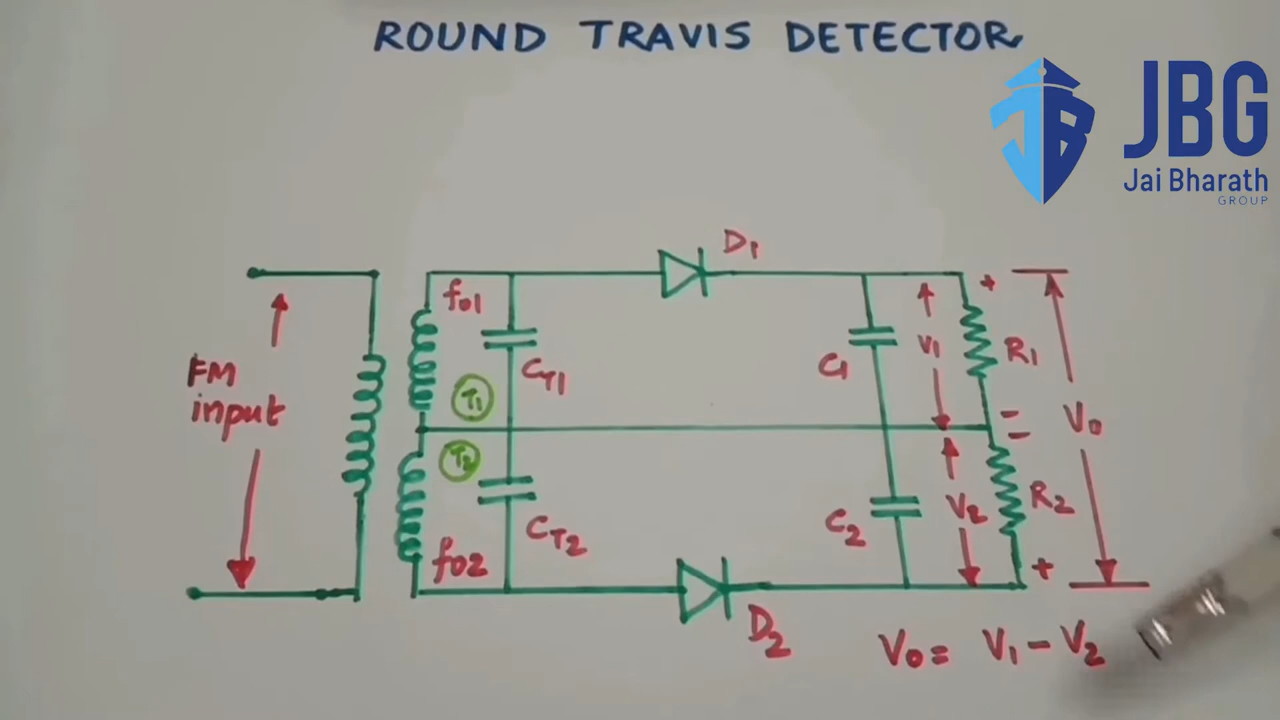 ROUND TRAVIS DETECTOR
JBG
Jai Bharath
GROUP
D1
f01
+
FM
input
CT1
C1
V1
R1
T1
V0
T2
V2
R2
CT2
C2
f02
+
D2
V0 = V1 - V2